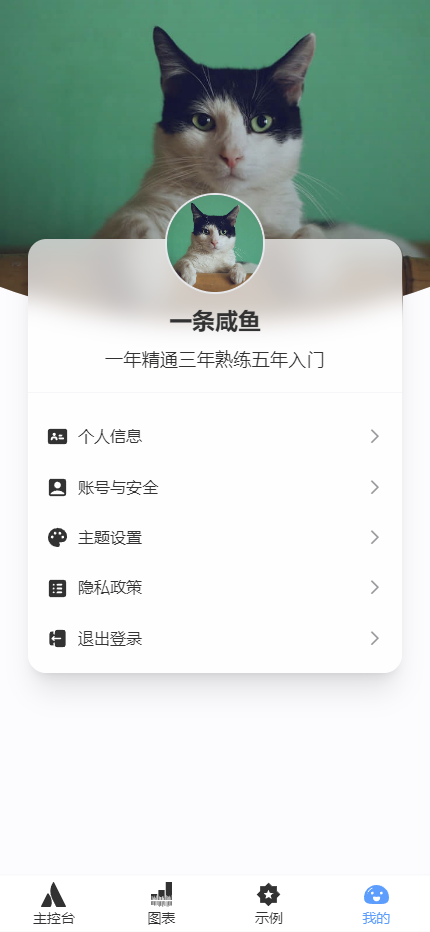 一条咸鱼
一年精通三年熟练五年入门
个人信息
账号与安全
主题设置
隐私政策
退出登录
主控台
图表
示例
我的